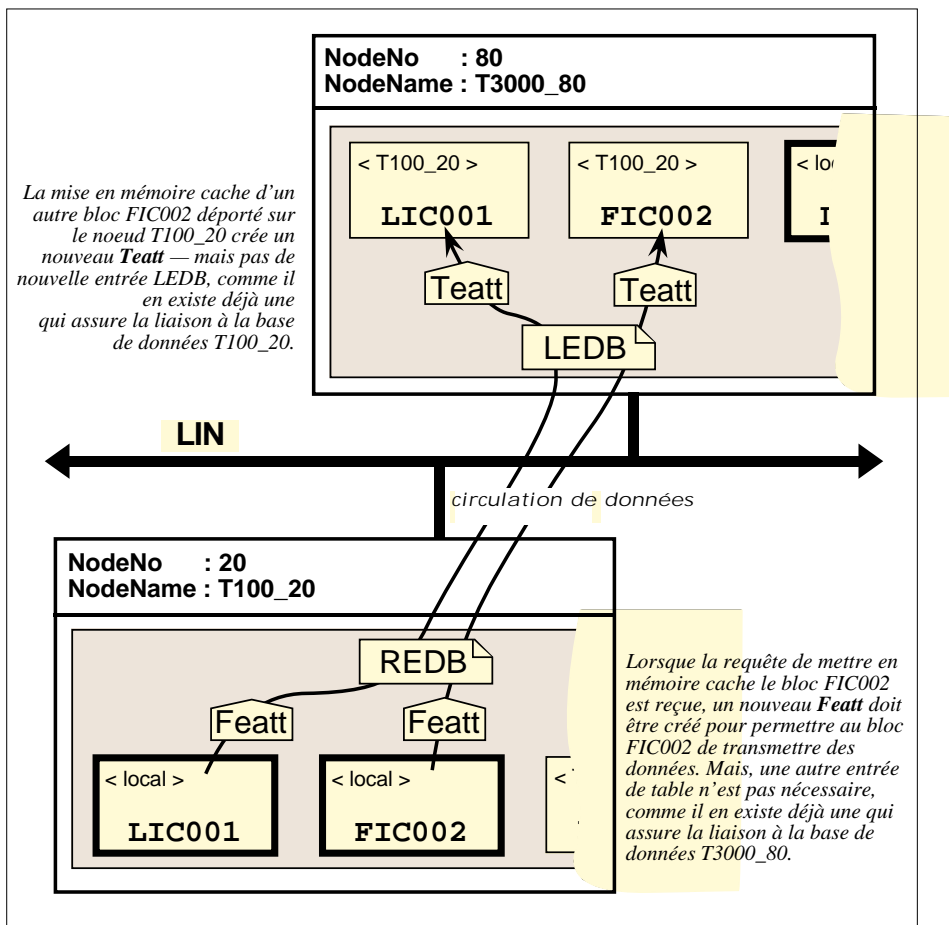 NodeNo : 80
NodeName : T3000_80
La mise en mémoire cache d'un
autre bloc FIC002 déporté sur
le noeud T100_20 crée un
nouveau Teatt — mais pas de
nouvelle entrée LEDB, comme il
en existe déjà une
qui assure la liaison à la base
de données T100_20.
< T100_20 >
LIC001
< T100_20 >
FIC002
Teatt
Teatt
LEDB
LIN
circulation de données
NodeNo : 20
NodeName : T100_20
REDB
Featt
Featt
< local >
LIC001
< local >
FIC002
Lorsque la requête de mettre en
mémoire cache le bloc FIC002
est reçue, un nouveau Featt doit
être créé pour permettre au bloc
FIC002 de transmettre des
données. Mais, une autre entrée
de table n'est pas nécessaire,
comme il en existe déjà une qui
assure la liaison à la base de
données T3000_80.